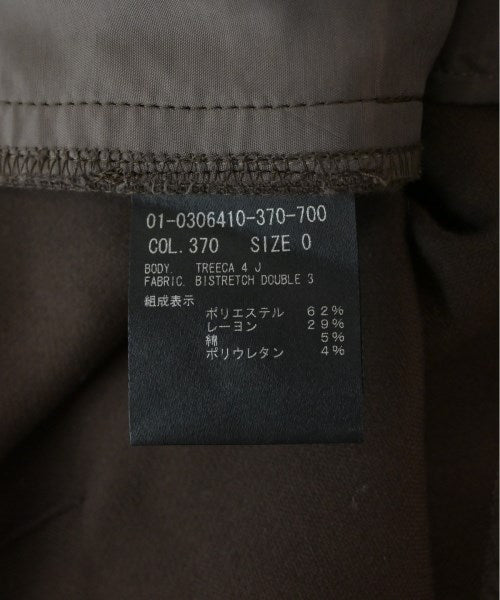 01-0306410-370-700
COL. 370 SIZE 0
BODY. TREECA 4 J
FABRIC. BISTRETCH DOUBLE 3
組成表示
ポリエステル 62%
レーヨン 29%
綿 5%
ポリウレタン 4%